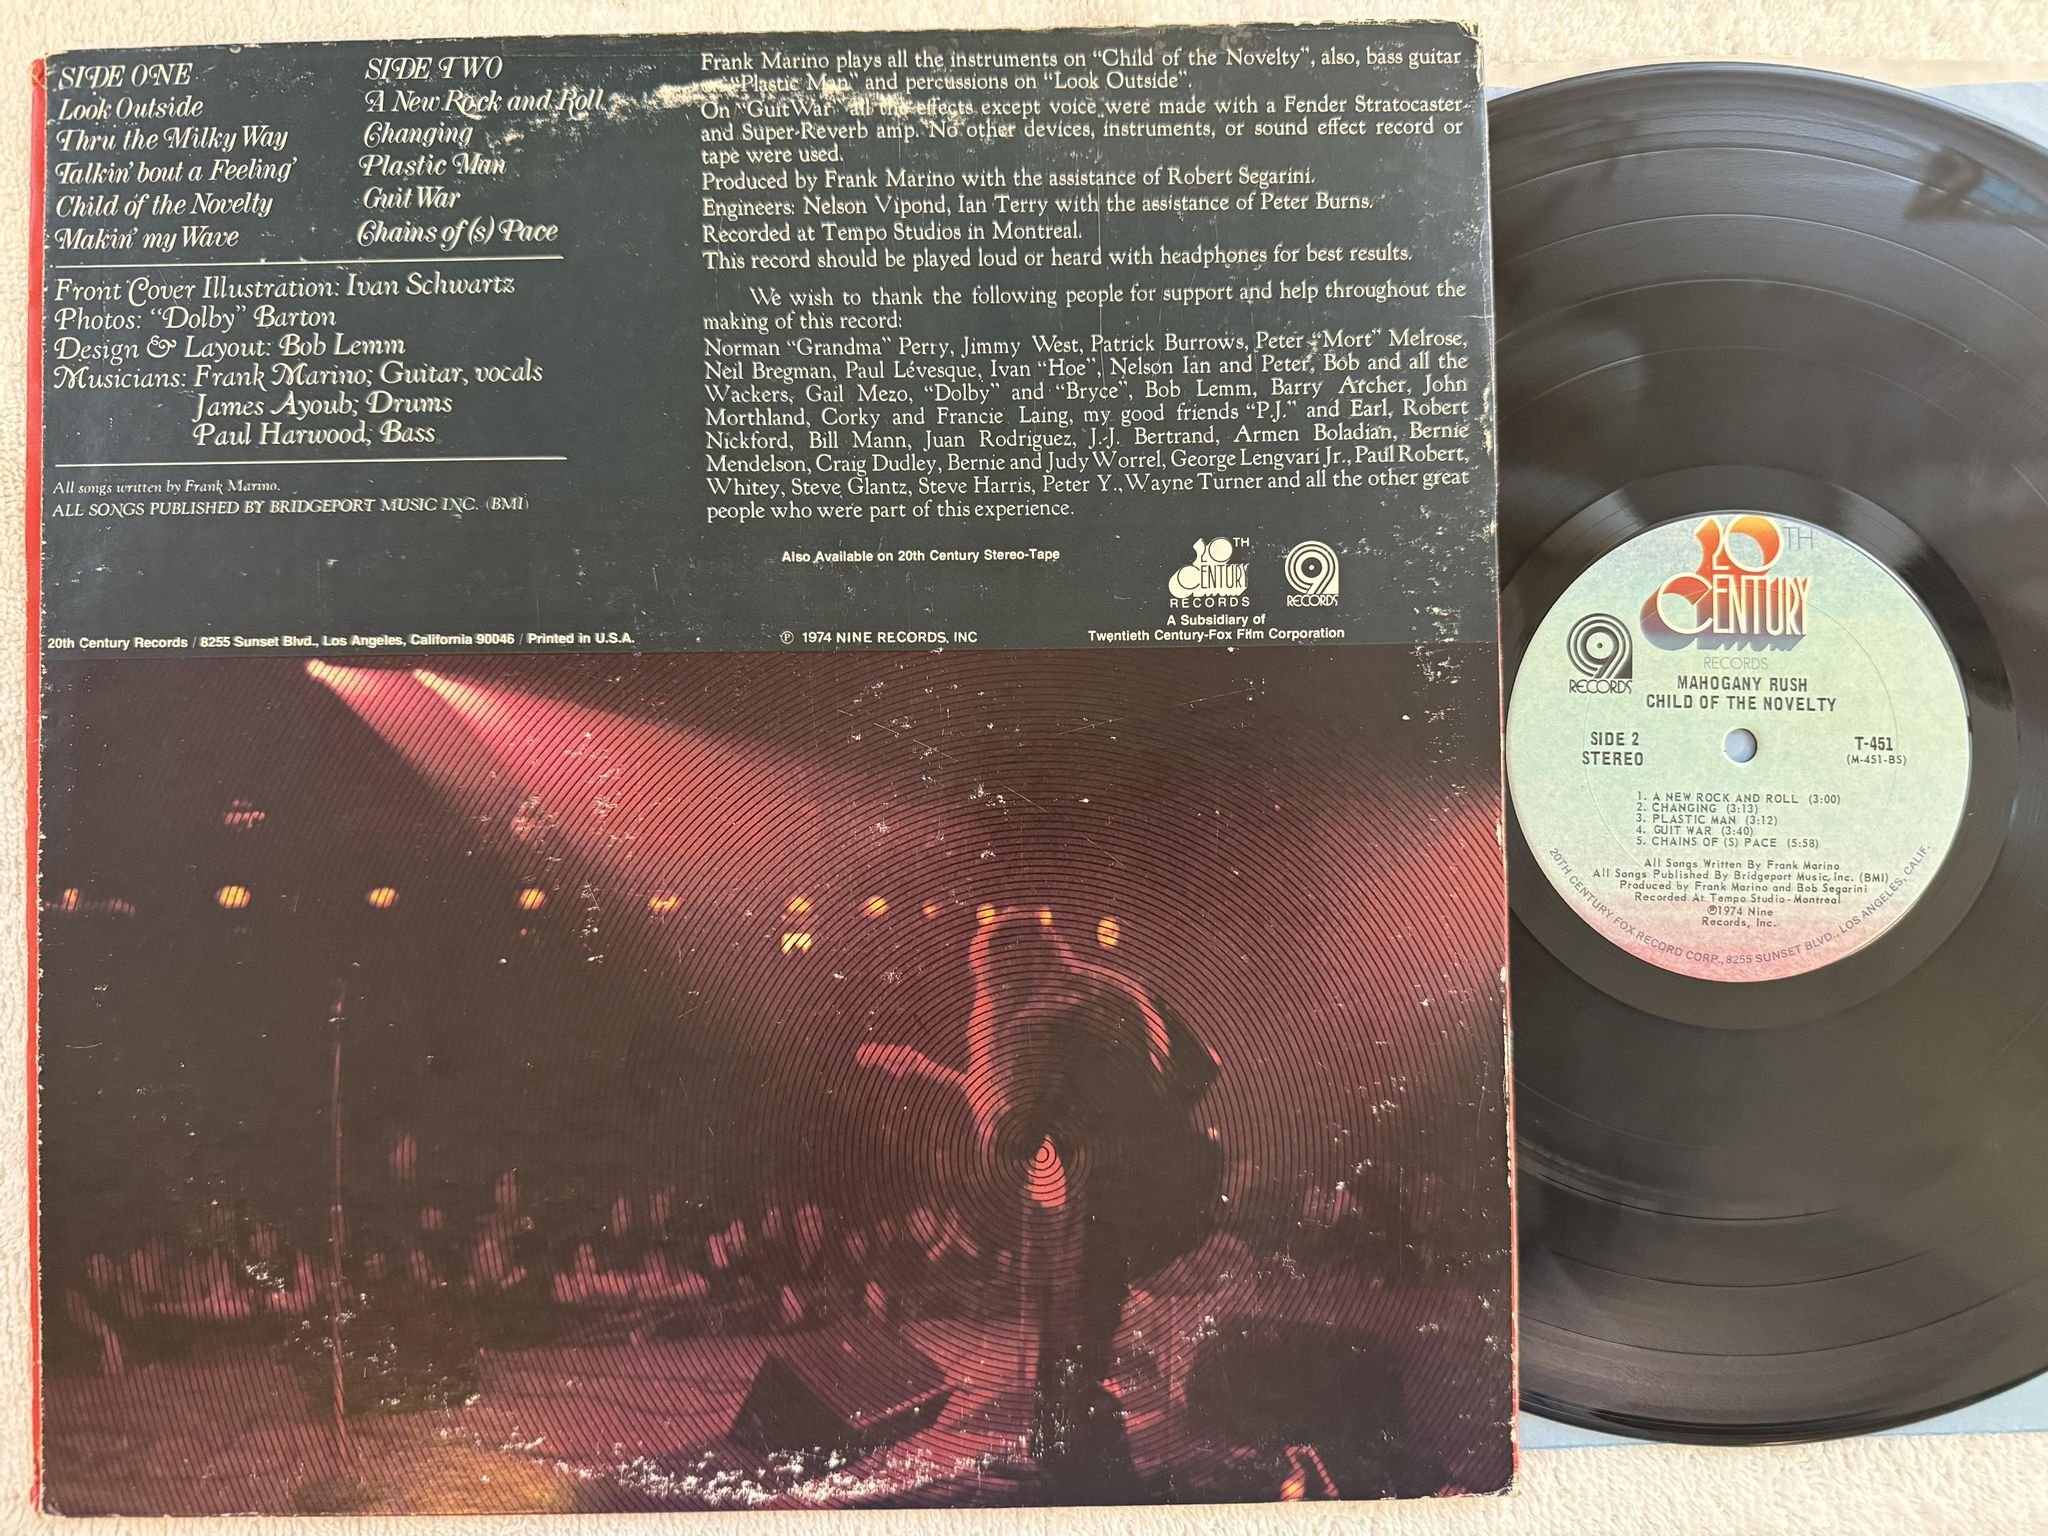 SIDE ONE
Look Outside
Thru the Milky Way
Talkin' bout a Feeling'
Child of the Novelty
Makin' my Wave
SIDE TWO
A New Rock and Roll
Changing
Plastic Man
Guit War
Chains of (s) Pace
Front Cover Illustration: Ivan Schwartz
Photos: "Dolby" Barton
Design & Layout: Bob Lemm
Musicians: Frank Marino; Guitar, vocals
James Ayoub; Drums
Paul Harwood; Bass
All songs written by Frank Marino.
ALL SONGS PUBLISHED BY BRIDGEPORT MUSIC INC. (BMI)
Frank Marino plays all the instruments on "Child of the Novelty", also, bass guitar
on "Plastic Man" and percussions on "Look Outside".
On "Guit War" all the effects except voice were made with a Fender Stratocaster
and Super Reverb amp. No other devices, instruments, or sound effect record or
tape were used.
Produced by Frank Marino with the assistance of Robert Segarini.
Engineers: Nelson Vipond, Ian Terry with the assistance of Peter Burns.
Recorded at Tempo Studios in Montreal.
This record should be played loud or heard with headphones for best results.
We wish to thank the following people for support and help throughout the
making of this record:
Norman "Grandma" Perry, Jimmy West, Patrick Burrows, Peter "Mort" Melrose,
Neil Bregman, Paul Lévesque, Ivan "Hoe", Nelson Ian and Peter, Bob and all the
Wackers, Gail Mezo, "Dolby" and "Bryce", Bob Lemm, Barry Archer, John
Morthland, Corky and Francie Laing, my good friends "P.J." and Earl, Robert
Nickford, Bill Mann, Juan Rodriguez, J.J. Bertrand, Armen Boladian, Bernie
Mendelson, Craig Dudley, Bernie and Judy Worrel, George Lengvari Jr., Paul Robert,
Whitey, Steve Glantz, Steve Harris, Peter Y., Wayne Turner and all the other great
people who were part of this experience.
Also Available on 20th Century Stereo-Tape
20TH
CENTURY
RECORDS
9
RECORDS
A Subsidiary of
Twentieth Century-Fox Film Corporation
20th Century Records / 8255 Sunset Blvd., Los Angeles, California 90046 / Printed in U.S.A.
℗ 1974 NINE RECORDS, INC
20TH
CENTURY
RECORDS
9
RECORDS
MAHOGANY RUSH
CHILD OF THE NOVELTY
SIDE 2
STEREO
T-451
(M-451-BS)
1. A NEW ROCK AND ROLL (3:00)
2. CHANGING (3:13)
3. PLASTIC MAN (3:12)
4. GUIT WAR (3:40)
5. CHAINS OF (S) PACE (5:58)
All Songs Written By Frank Marino
All Songs Published By Bridgeport Music, Inc. (BMI)
Produced by Frank Marino and Bob Segarini
Recorded At Tempo Studio - Montreal
℗1974 Nine
Records, Inc.
20TH CENTURY FOX RECORD CORP., 8255 SUNSET BLVD., LOS ANGELES, CALIF.